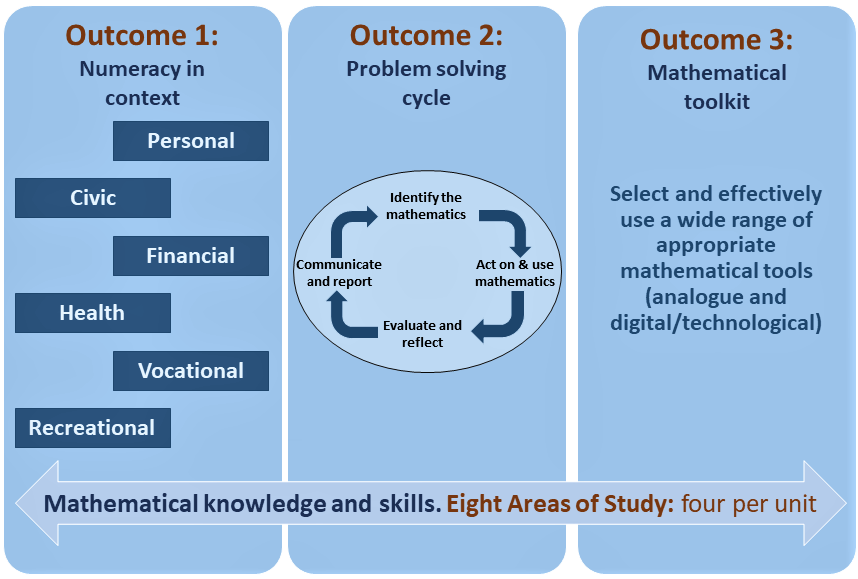 Outcome 1:
Numeracy in
context
Personal
Civic
Financial
Health
Vocational
Recreational
Outcome 2:
Problem solving
cycle
Identify the
mathematics
Act on & use
mathematics
Evaluate and
reflect
Communicate
and report
Outcome 3:
Mathematical
toolkit
Select and effectively
use a wide range of
appropriate
mathematical tools
(analogue and
digital/technological)
Mathematical knowledge and skills. Eight Areas of Study: four per unit